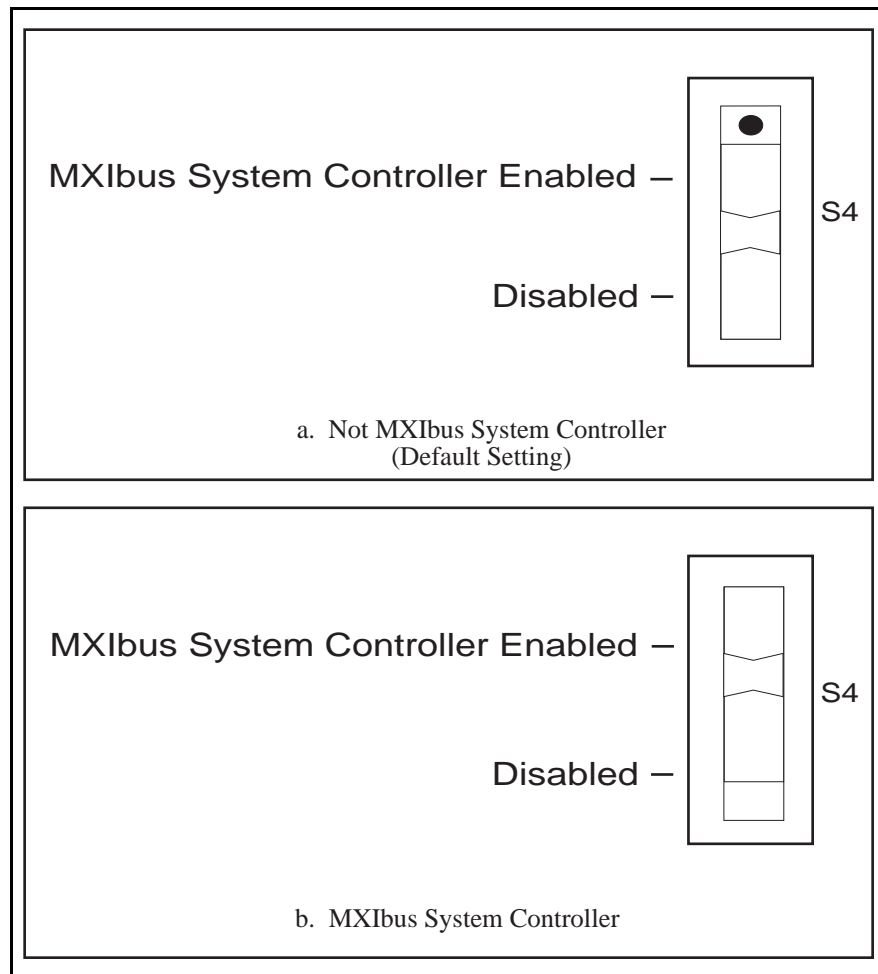 MXIbus System Controller Enabled –
S4
Disabled –
a. Not MXIbus System Controller
(Default Setting)
MXIbus System Controller Enabled –
S4
Disabled –
b. MXIbus System Controller